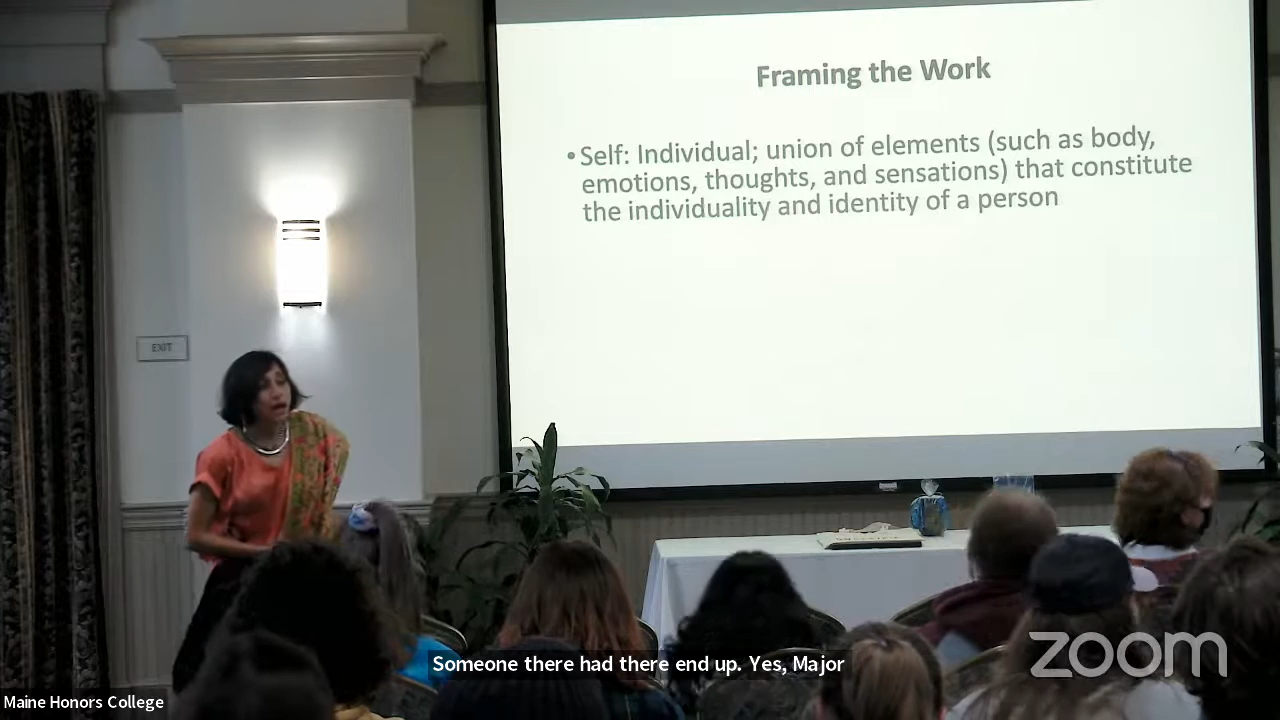 Framing the Work
• Self: Individual; union of elements (such as body,
emotions, thoughts, and sensations) that constitute
the individuality and identity of a person
EXIT
Someone there had there end up. Yes, Major
zoom
Maine Honors College